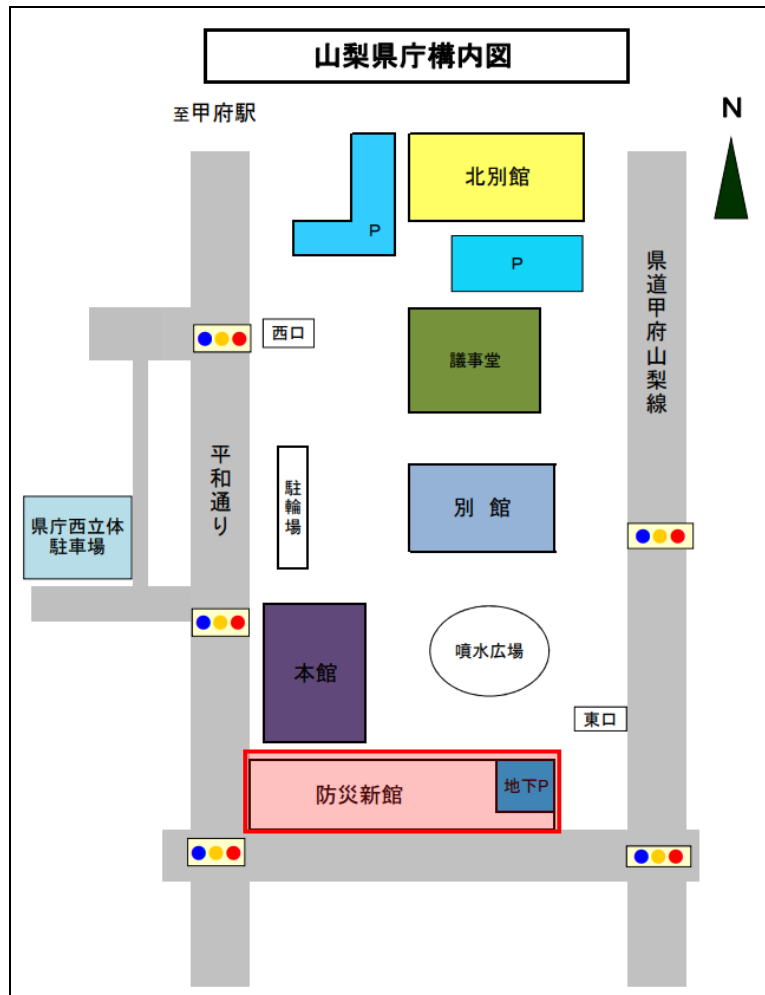 山梨県庁構内図
至甲府駅
N
北別館
P
P
県道甲府山梨線
西口
議事堂
平和通り
駐輪場
別 館
県庁西立体
駐車場
噴水広場
本館
東口
防災新館
地下P